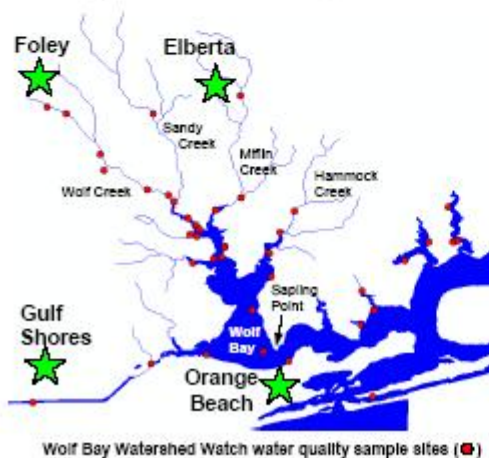 Foley
Elberta
Sandy
Creek
Miflin
Creek
Hammock
Creek
Wolf Creek
Sapling
Point
Gulf
Shores
Wolf
Bay
Orange
Beach
Wolf Bay Watershed Watch water quality sample sites ( )